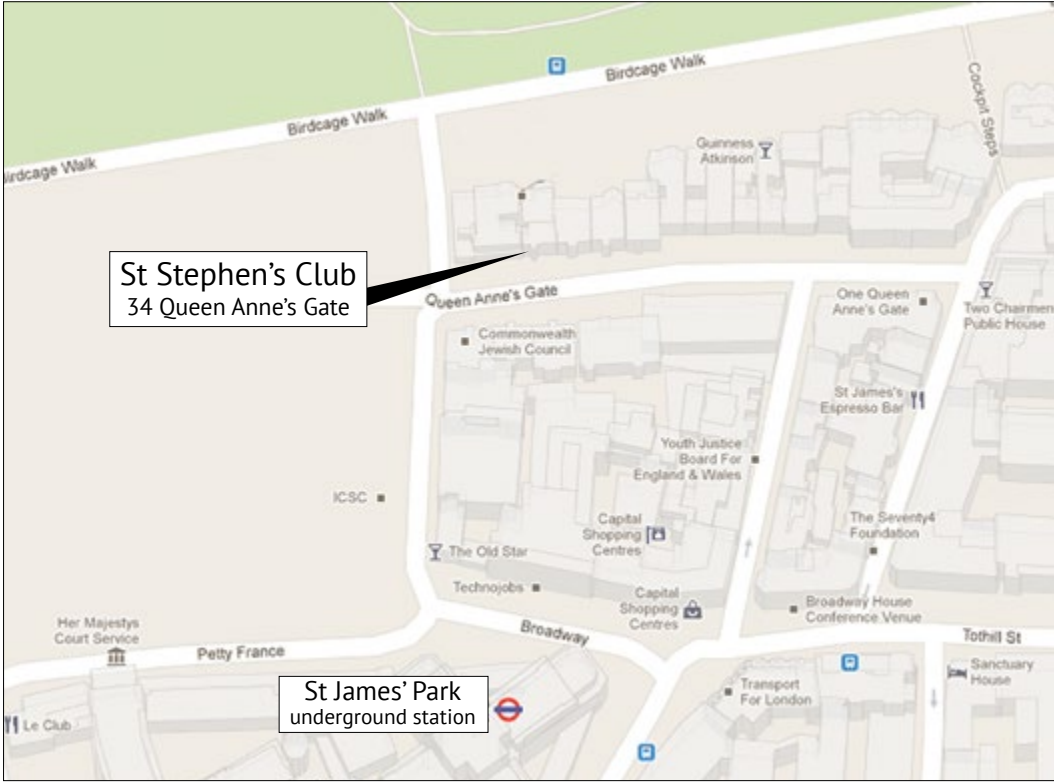 Birdcage Walk
Birdcage Walk
Birdcage Walk
Cockpit Steps
Guinness
Atkinson
St Stephen's Club
34 Queen Anne's Gate
Queen Anne's Gate
One Queen
Anne's Gate
Two Chairmen
Public House
Commonwealth
Jewish Council
St James's
Espresso Bar
Youth Justice
Board For
England & Wales
ICSC
Capital
Shopping
Centres
The Seventy4
Foundation
The Old Star
Technojobs
Capital
Shopping
Centres
Broadway House
Conference Venue
Her Majestys
Court Service
Broadway
Tothill St
Petty France
Sanctuary
House
St James' Park
underground station
Transport
For London
Le Club